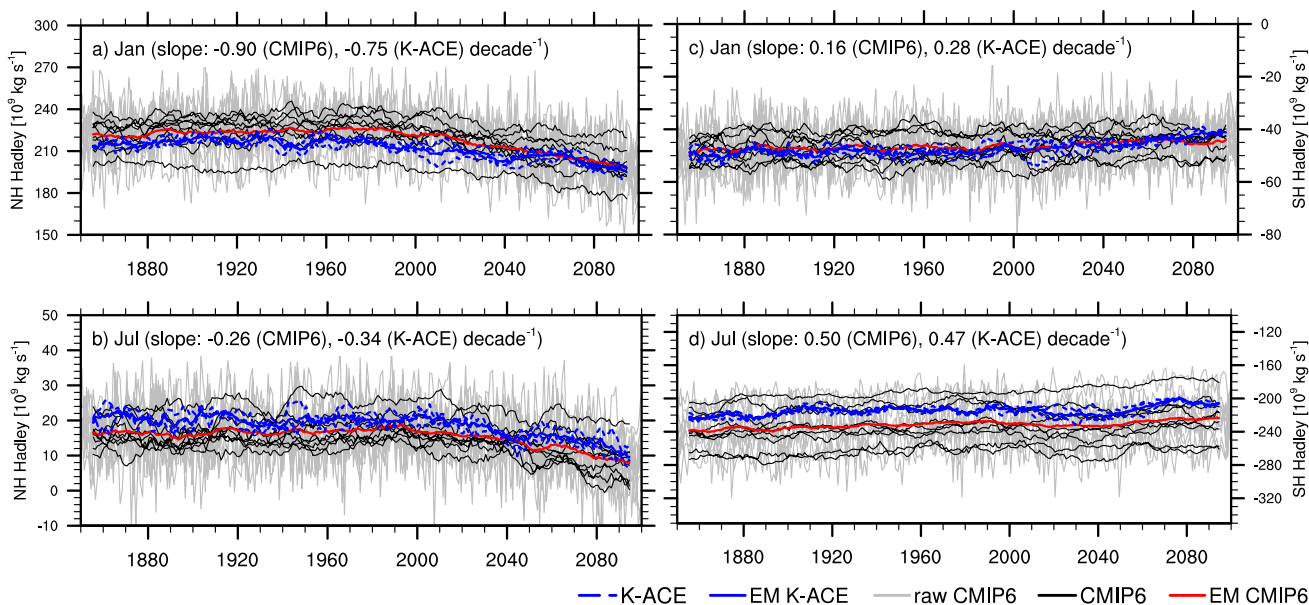 a) Jan (slope: -0.90 (CMIP6), -0.75 (K-ACE) decade⁻¹)
NH Hadley [10⁹ kg s⁻¹]
300
270
240
210
180
150
1880 1920 1960 2000 2040 2080
c) Jan (slope: 0.16 (CMIP6), 0.28 (K-ACE) decade⁻¹)
0
-20
-40
-60
-80
SH Hadley [10⁹ kg s⁻¹]
1880 1920 1960 2000 2040 2080
b) Jul (slope: -0.26 (CMIP6), -0.34 (K-ACE) decade⁻¹)
NH Hadley [10⁹ kg s⁻¹]
50
40
30
20
10
0
-10
1880 1920 1960 2000 2040 2080
d) Jul (slope: 0.50 (CMIP6), 0.47 (K-ACE) decade⁻¹)
-120
-160
-200
-240
-280
-320
SH Hadley [10⁹ kg s⁻¹]
1880 1920 1960 2000 2040 2080
K-ACE EM K-ACE raw CMIP6 CMIP6 EM CMIP6